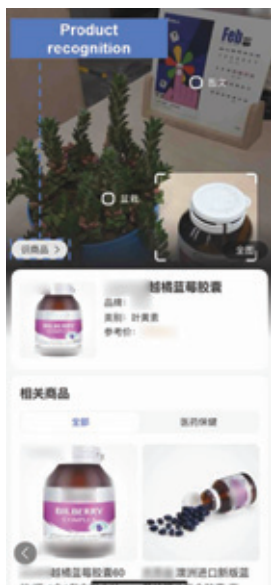 Product
recognition
Feb
盆栽
识商品 >
全图
越橘蓝莓胶囊
品牌：
类别：叶黄素
参考价：
BILBERRY
相关商品
全部
医药保健
BILBERRY
COMPLEX
越橘蓝莓胶囊60
澳洲进口新版蓝